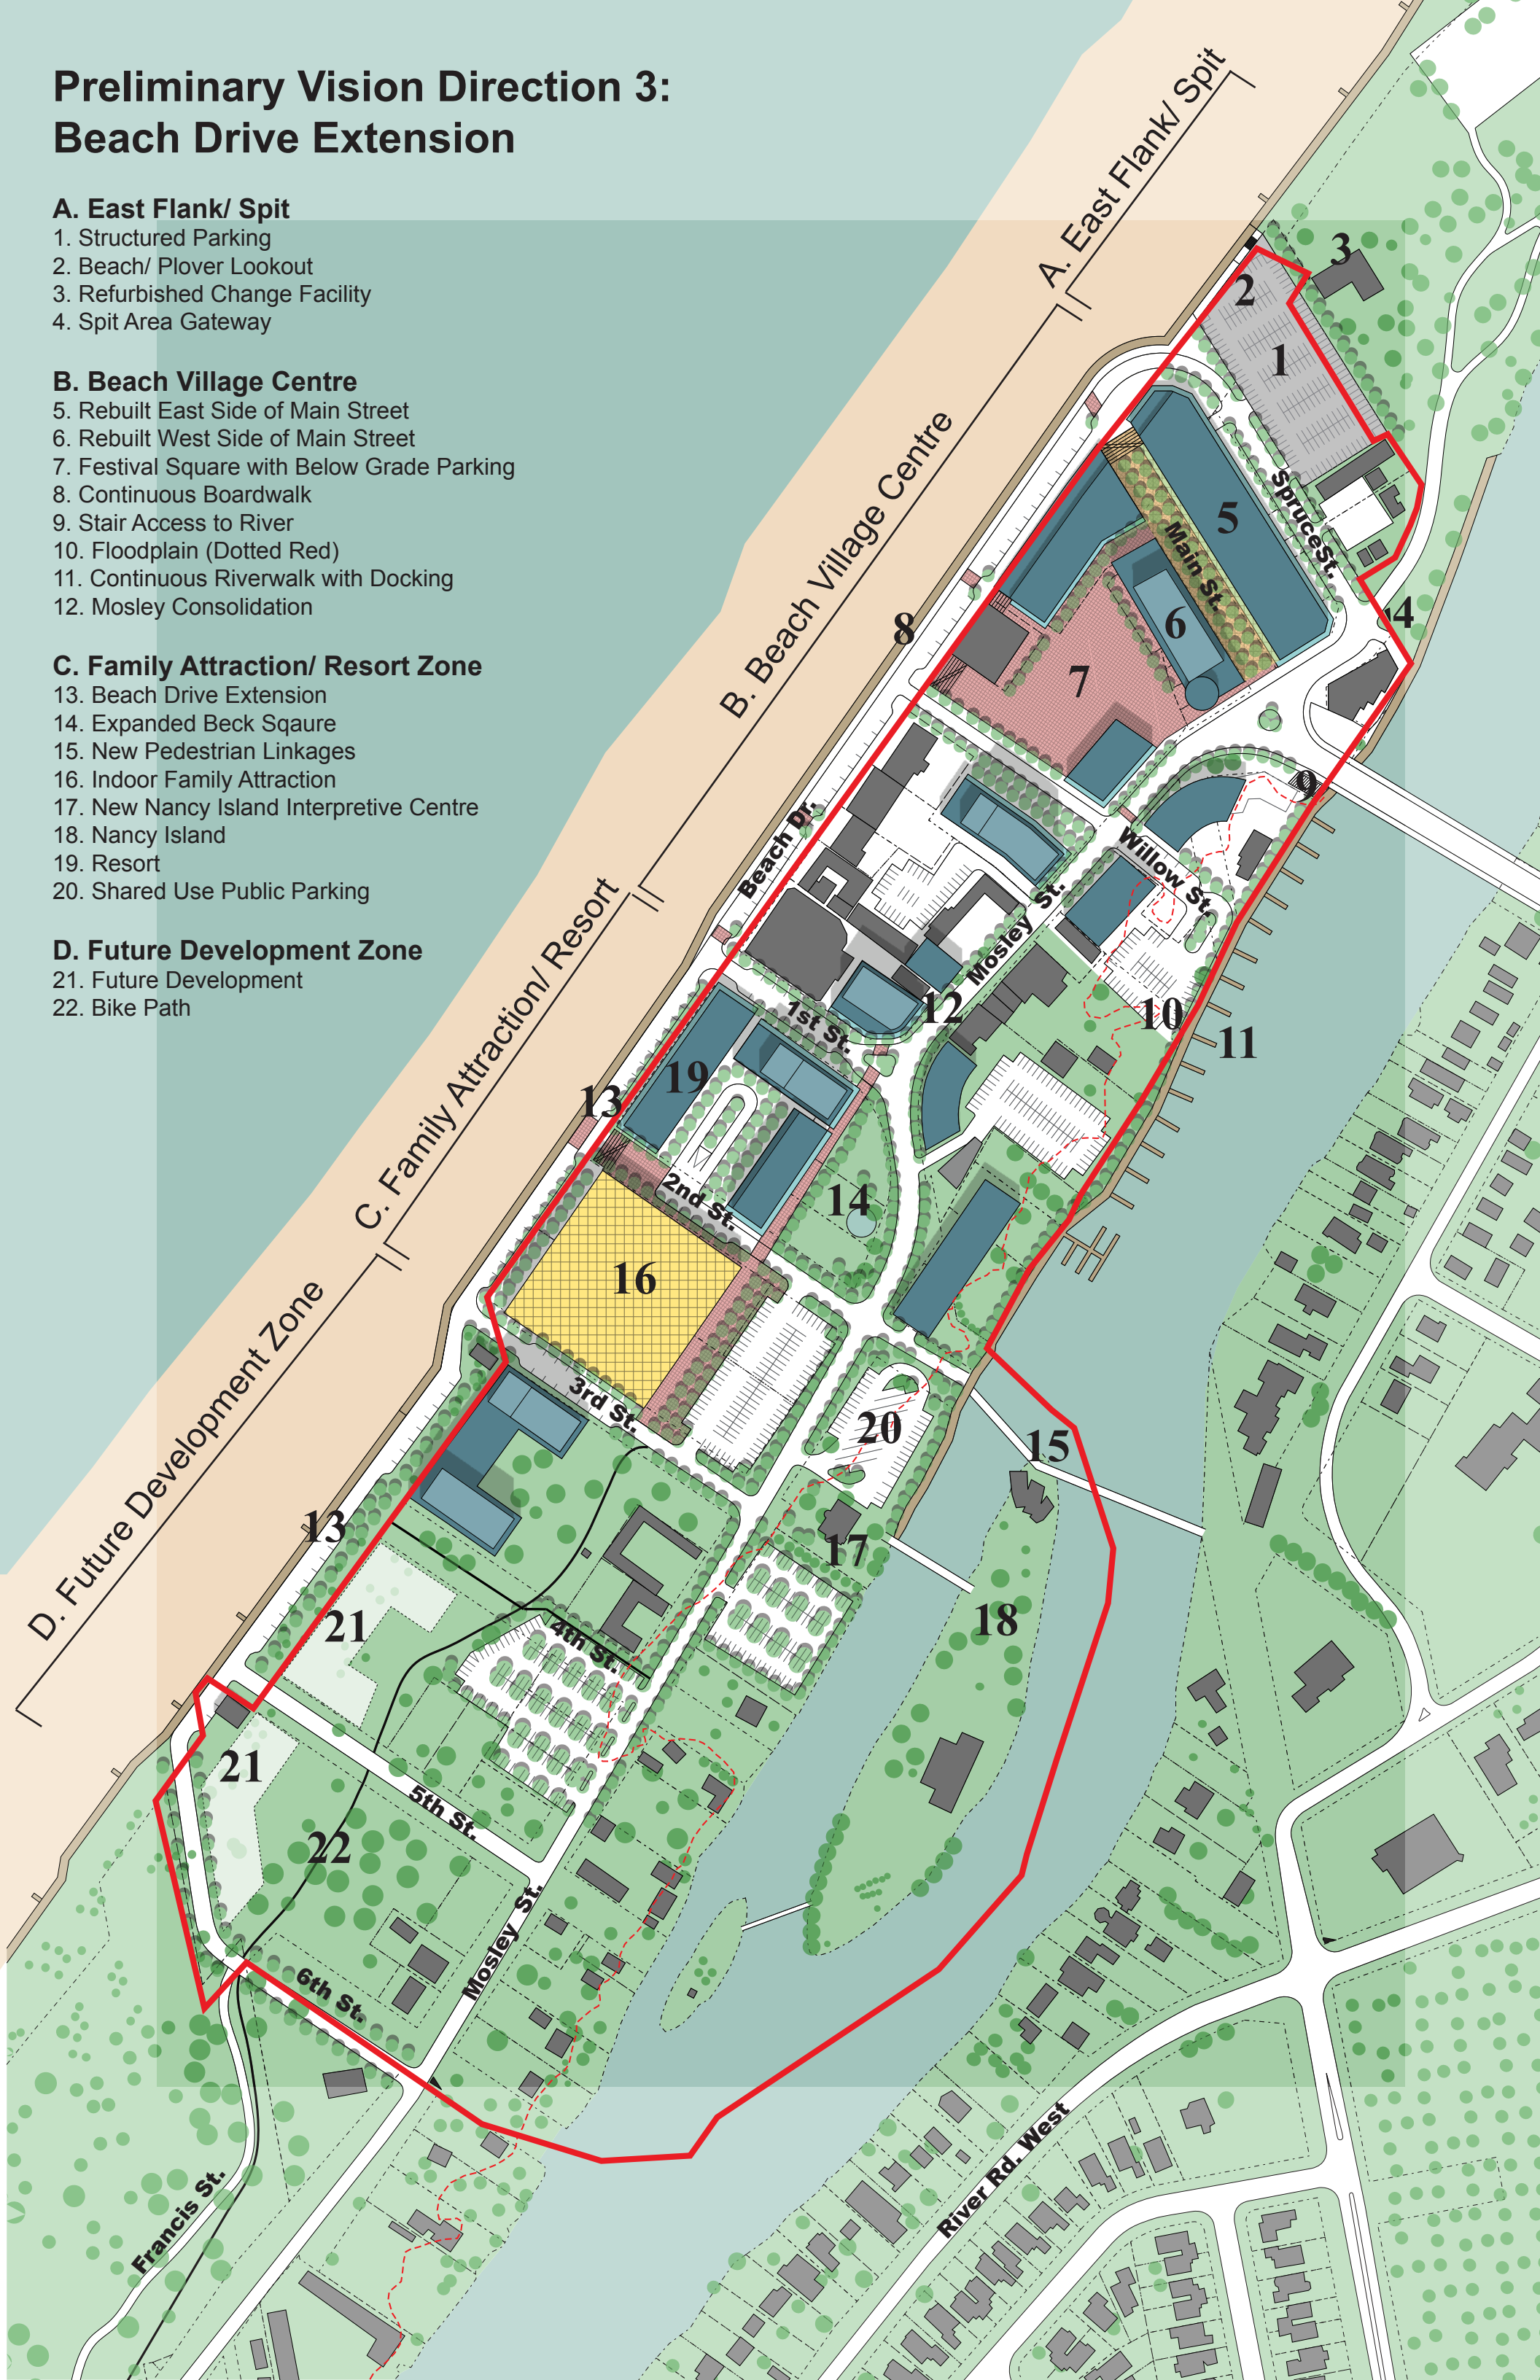 Preliminary Vision Direction 3:
Beach Drive Extension
A. East Flank/ Spit
1. Structured Parking
2. Beach/ Plover Lookout
3. Refurbished Change Facility
4. Spit Area Gateway
B. Beach Village Centre
5. Rebuilt East Side of Main Street
6. Rebuilt West Side of Main Street
7. Festival Square with Below Grade Parking
8. Continuous Boardwalk
9. Stair Access to River
10. Floodplain (Dotted Red)
11. Continuous Riverwalk with Docking
12. Mosley Consolidation
C. Family Attraction/ Resort Zone
13. Beach Drive Extension
14. Expanded Beck Sqaure
15. New Pedestrian Linkages
16. Indoor Family Attraction
17. New Nancy Island Interpretive Centre
18. Nancy Island
19. Resort
20. Shared Use Public Parking
D. Future Development Zone
21. Future Development
22. Bike Path
A. East Flank/ Spit
B. Beach Village Centre
C. Family Attraction/ Resort
D. Future Development Zone
3
2
1
5
SpruceSt.
Main St.
4
6
8
7
9
Beach Dr.
Willow St.
Mosley St.
10
12
11
1st St.
19
13
14
2nd St.
16
3rd St.
20
15
13
17
18
21
4th St.
21
5th St.
22
Mosley St.
6th St.
Francis St.
River Rd. West